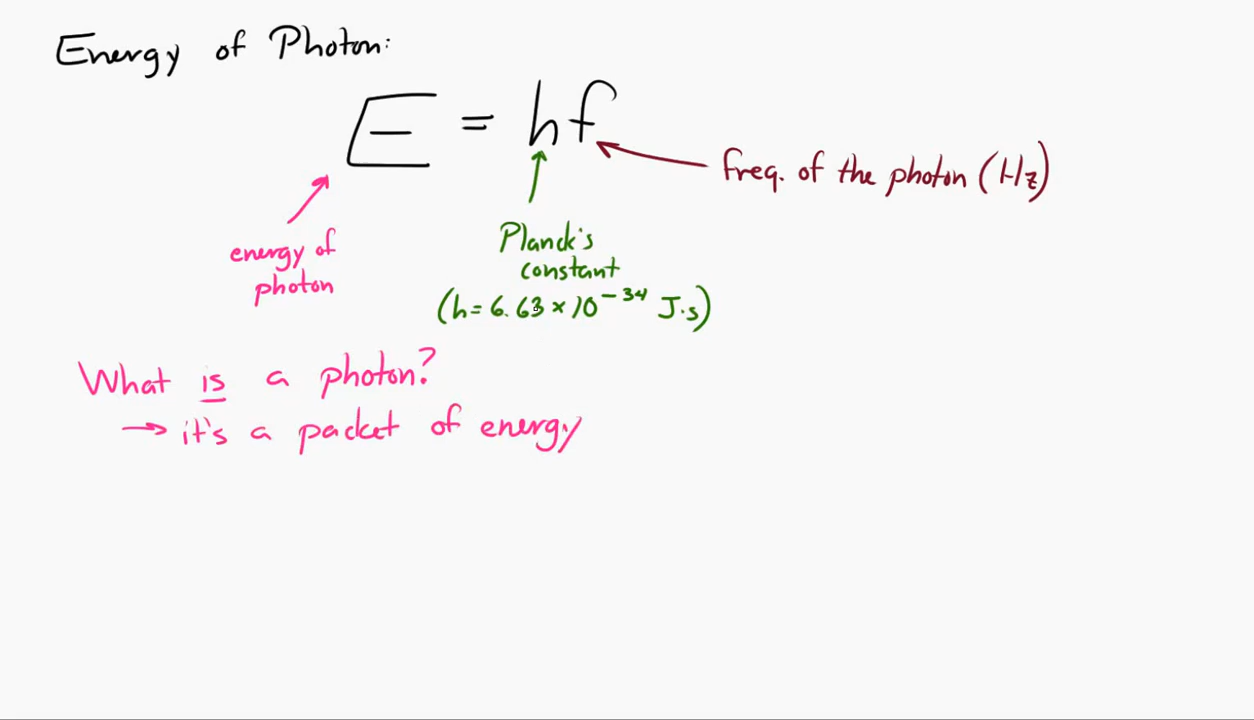 Energy of Photon:
E = hf
freq. of the photon (Hz)
energy of
photon
Planck's
constant
(h = 6.63 × 10⁻³⁴ J·s)
What is a photon?
→ it's a packet of energy